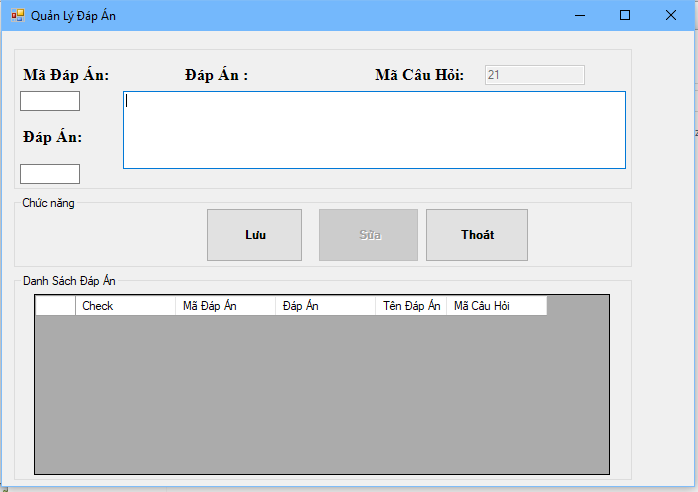 Quản Lý Đáp Án
Mã Đáp Án: Đáp Án : Mã Câu Hỏi: 21
Đáp Án:
Chức năng
Lưu Sữa Thoát
Danh Sách Đáp Án
Check Mã Đáp Án Đáp Án Tên Đáp Án Mã Câu Hỏi